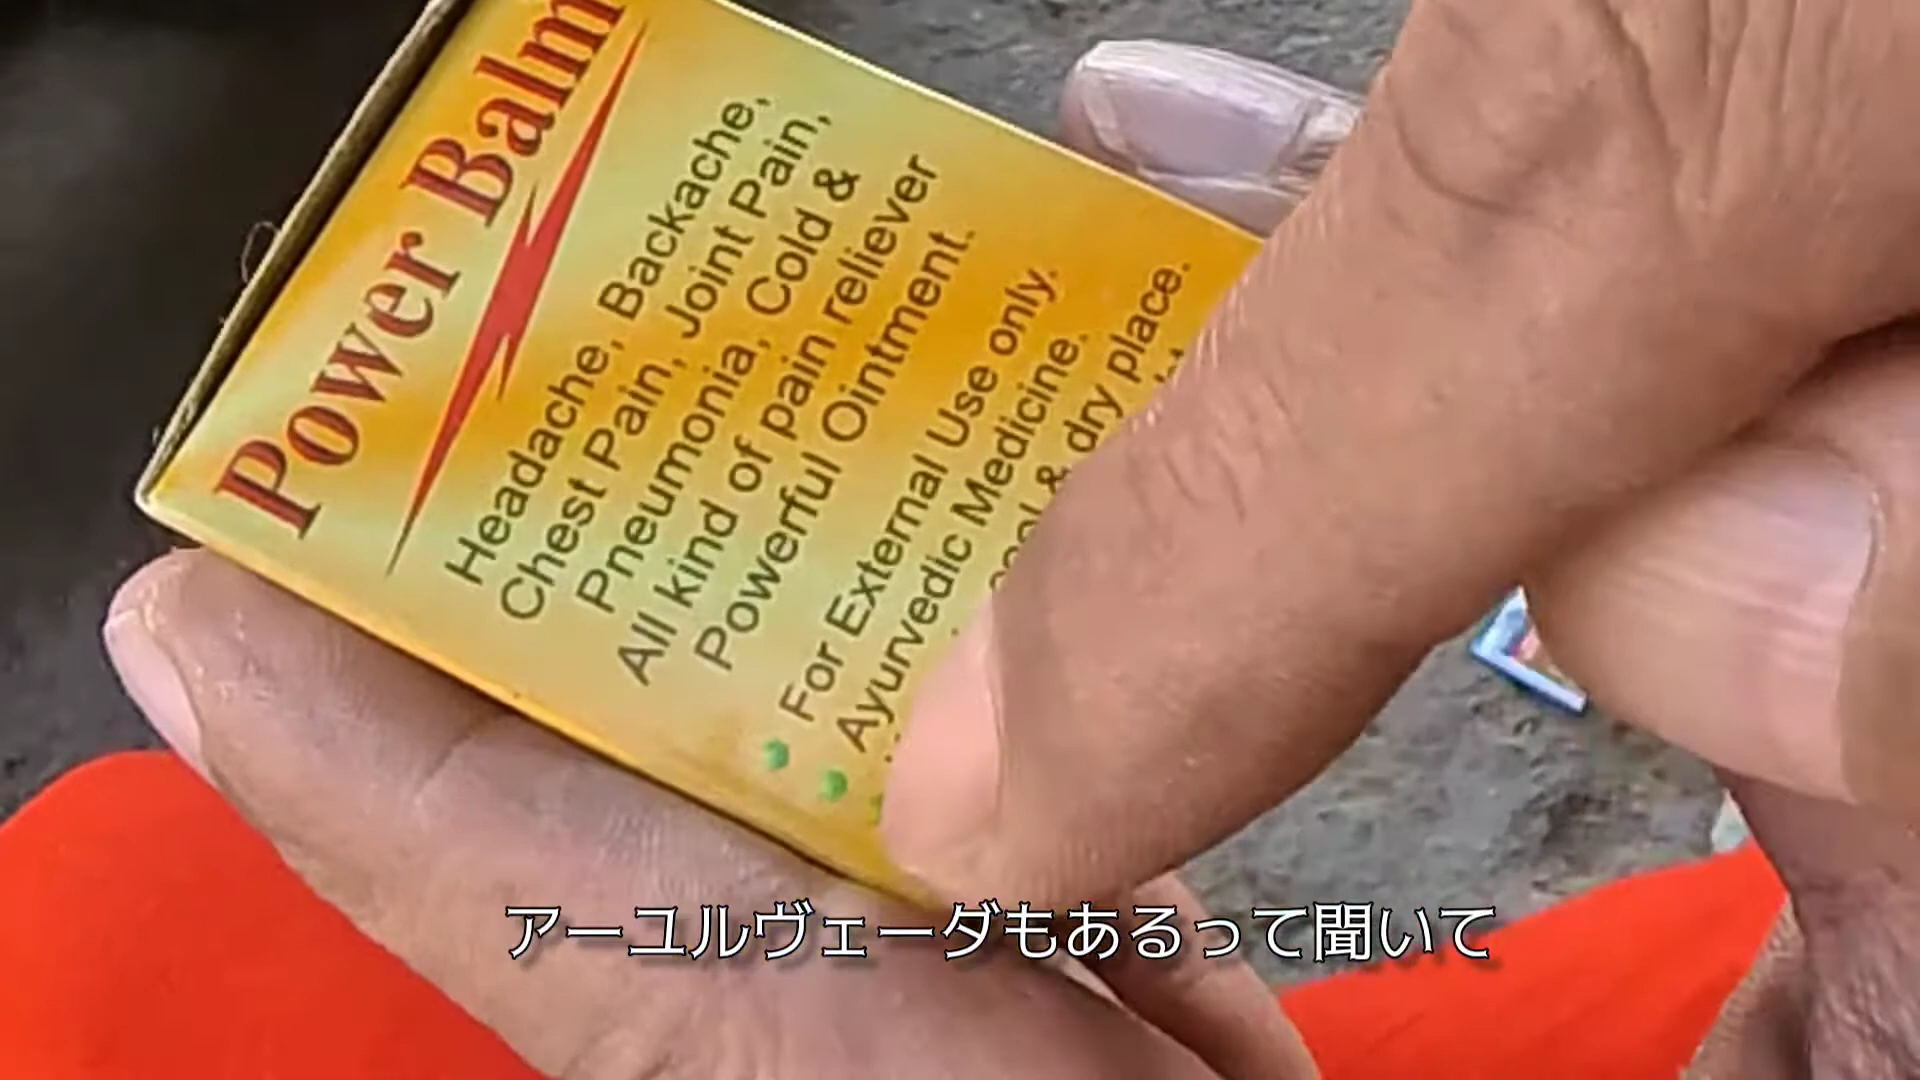 Power Balm
Headache, Backache,
Chest Pain, Joint Pain,
Pneumonia, Cold &
All kind of pain reliever
Powerful Ointment.
For External Use only.
Ayurvedic Medicine.
& dry place.
アーユルヴェーダもあるって聞いて